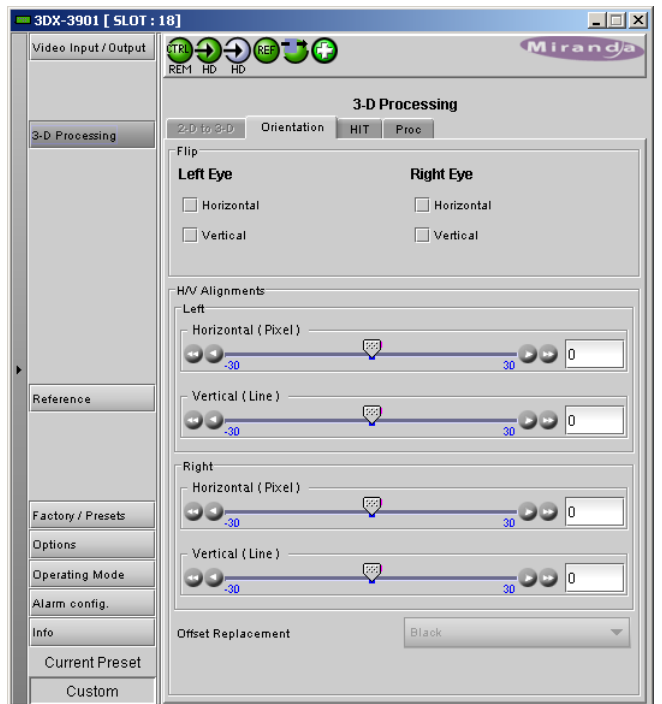 3DX-3901 [ SLOT : 18]
Video Input / Output
3-D Processing
Reference
Factory / Presets
Options
Operating Mode
Alarm config.
Info
Current Preset
Custom
CTRL REF
REM HD HD
Miranda
3-D Processing
2-D to 3-D Orientation HIT Proc
Flip
Left Eye Right Eye
Horizontal Horizontal
Vertical Vertical
H/V Alignments
Left
Horizontal ( Pixel )
-30 30 0
Vertical ( Line )
-30 30 0
Right
Horizontal ( Pixel )
-30 30 0
Vertical ( Line )
-30 30 0
Offset Replacement Black